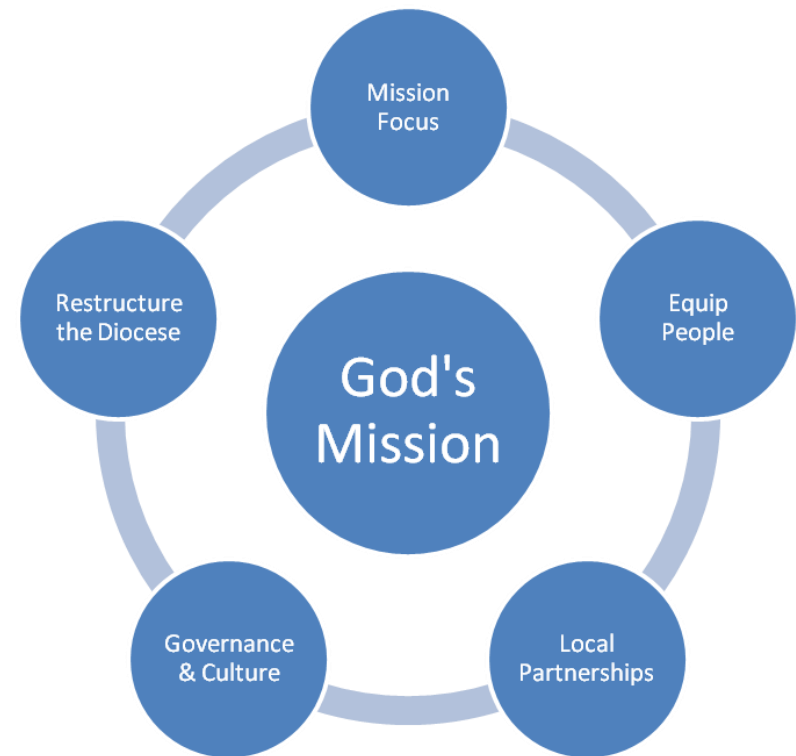 Mission
Focus
Restructure
the Diocese
Equip
People
God's
Mission
Governance
& Culture
Local
Partnerships